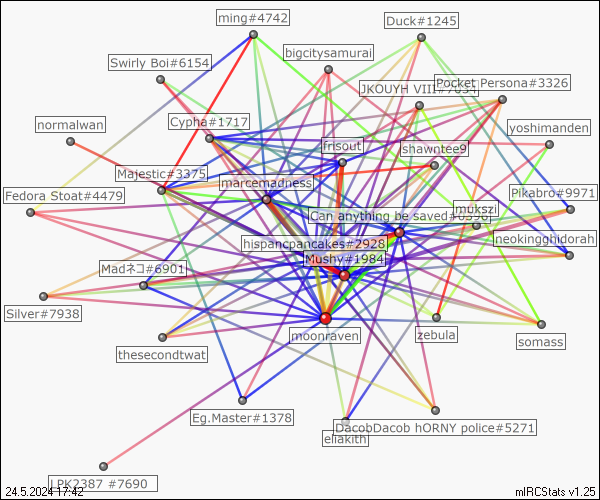 ming#4742
Duck#1245
bigcitysamurai
Swirly Boi#6154
Pocket Persona#3326
JKOUYH VIII#
Cypha#1717
normalwan
yoshimanden
frisout
shawntee9
Majestic#3375
marcemadness
Fedora Stoat#4479
Pikabro#9971
mukszi
Can anything be saved
hispancpancakes#2928
neokingghidorah
Mushy#1984
Madネコ#6901
Silver#7938
moonraven
zebula
somass
thesecondtwat
Eg.Master#1378
DacobDacob hORNY police#5271
eliakith
LPK2387 #7690
24.5.2024 17:42
mIRCStats v1.25